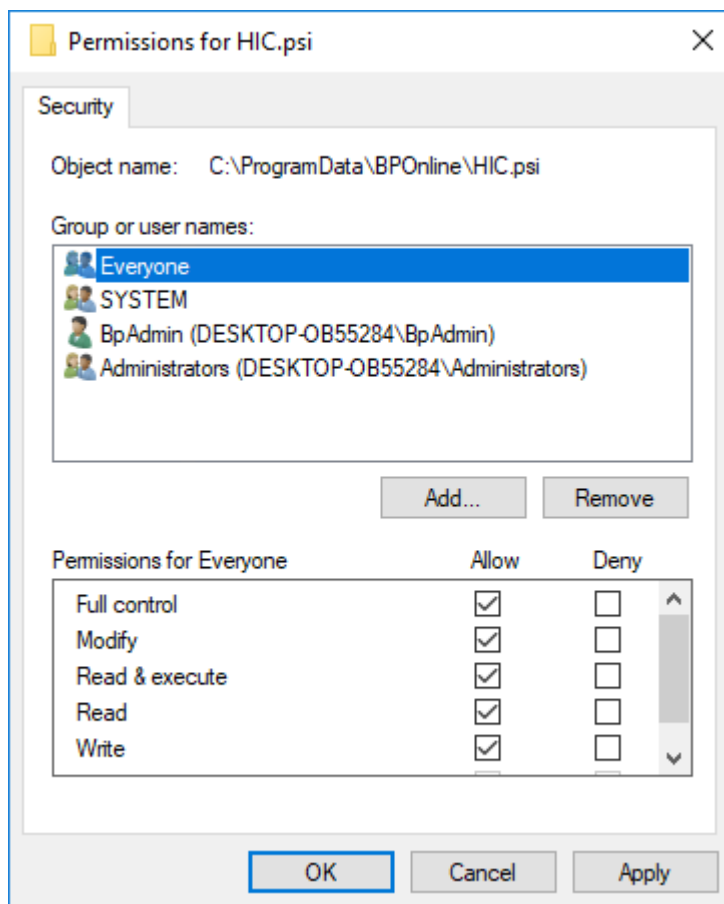 Permissions for HIC.psi
Security
Object name: C:\ProgramData\BPOnline\HIC.psi
Group or user names:
Everyone
SYSTEM
BpAdmin (DESKTOP-OB55284\BpAdmin)
Administrators (DESKTOP-OB55284\Administrators)
Add... Remove
Permissions for Everyone Allow Deny
Full control
Modify
Read & execute
Read
Write
OK Cancel Apply